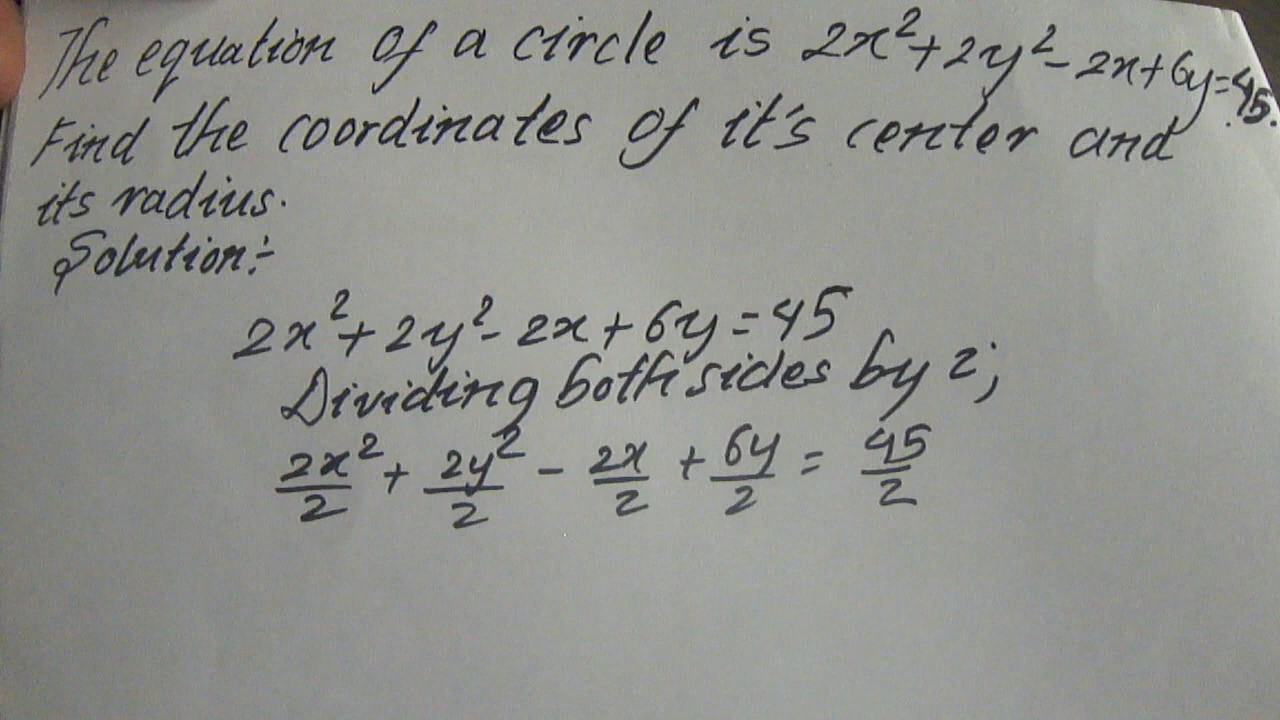 The equation of a circle is 2x²+2y²-2x+6y=45.
Find the coordinates of it's center and
its radius.
Solution:-
2x²+2y²-2x+6y=45
Dividing both sides by 2;
2x²/2 + 2y²/2 - 2x/2 + 6y/2 = 45/2